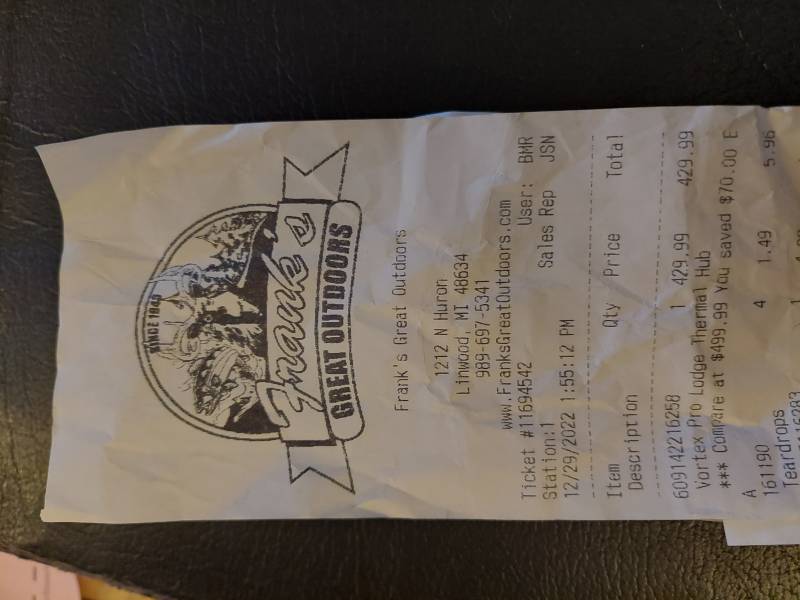 SINCE 1945
Frank's
GREAT OUTDOORS
Frank's Great Outdoors
1212 N Huron
Linwood, MI 48634
989-697-5341
www.FranksGreatOutdoors.com
Ticket #11694542 User: BMR
Station:1 Sales Rep JSN
12/29/2022 1:55:12 PM
Item Qty Price Total
Description
609142216258 1 429.99 429.99
Vortex Pro Lodge Thermal Hub
*** Compare at $499.99 You saved $70.00 E
A
161190 4 1.49 5.96
Teardrops